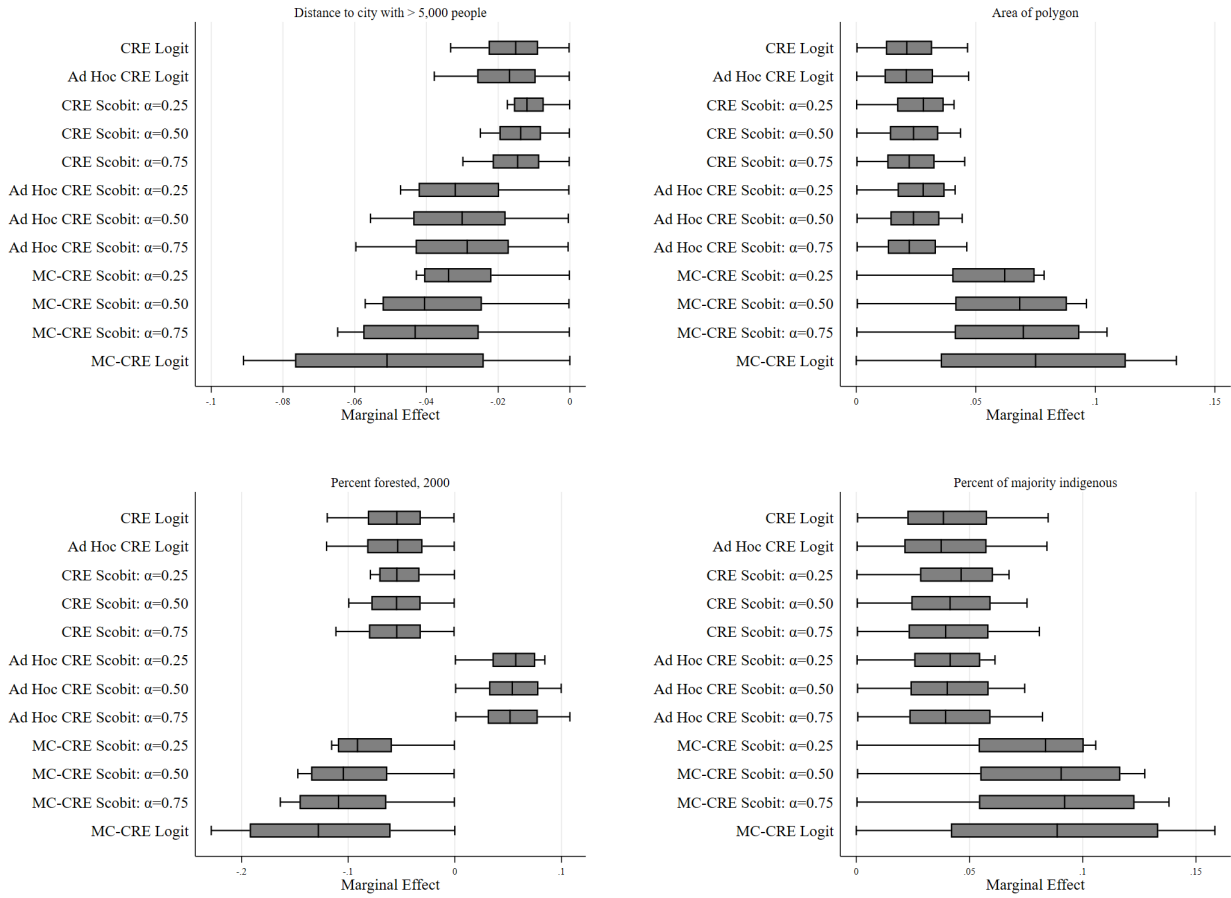 Distance to city with > 5,000 people
CRE Logit
Ad Hoc CRE Logit
CRE Scobit: α=0.25
CRE Scobit: α=0.50
CRE Scobit: α=0.75
Ad Hoc CRE Scobit: α=0.25
Ad Hoc CRE Scobit: α=0.50
Ad Hoc CRE Scobit: α=0.75
MC-CRE Scobit: α=0.25
MC-CRE Scobit: α=0.50
MC-CRE Scobit: α=0.75
MC-CRE Logit
-.1 -.08 -.06 -.04 -.02 0
Marginal Effect
Area of polygon
CRE Logit
Ad Hoc CRE Logit
CRE Scobit: α=0.25
CRE Scobit: α=0.50
CRE Scobit: α=0.75
Ad Hoc CRE Scobit: α=0.25
Ad Hoc CRE Scobit: α=0.50
Ad Hoc CRE Scobit: α=0.75
MC-CRE Scobit: α=0.25
MC-CRE Scobit: α=0.50
MC-CRE Scobit: α=0.75
MC-CRE Logit
0 .05 .1 .15
Marginal Effect
Percent forested, 2000
CRE Logit
Ad Hoc CRE Logit
CRE Scobit: α=0.25
CRE Scobit: α=0.50
CRE Scobit: α=0.75
Ad Hoc CRE Scobit: α=0.25
Ad Hoc CRE Scobit: α=0.50
Ad Hoc CRE Scobit: α=0.75
MC-CRE Scobit: α=0.25
MC-CRE Scobit: α=0.50
MC-CRE Scobit: α=0.75
MC-CRE Logit
-.2 -.1 0 .1
Marginal Effect
Percent of majority indigenous
CRE Logit
Ad Hoc CRE Logit
CRE Scobit: α=0.25
CRE Scobit: α=0.50
CRE Scobit: α=0.75
Ad Hoc CRE Scobit: α=0.25
Ad Hoc CRE Scobit: α=0.50
Ad Hoc CRE Scobit: α=0.75
MC-CRE Scobit: α=0.25
MC-CRE Scobit: α=0.50
MC-CRE Scobit: α=0.75
MC-CRE Logit
0 .05 .1 .15
Marginal Effect